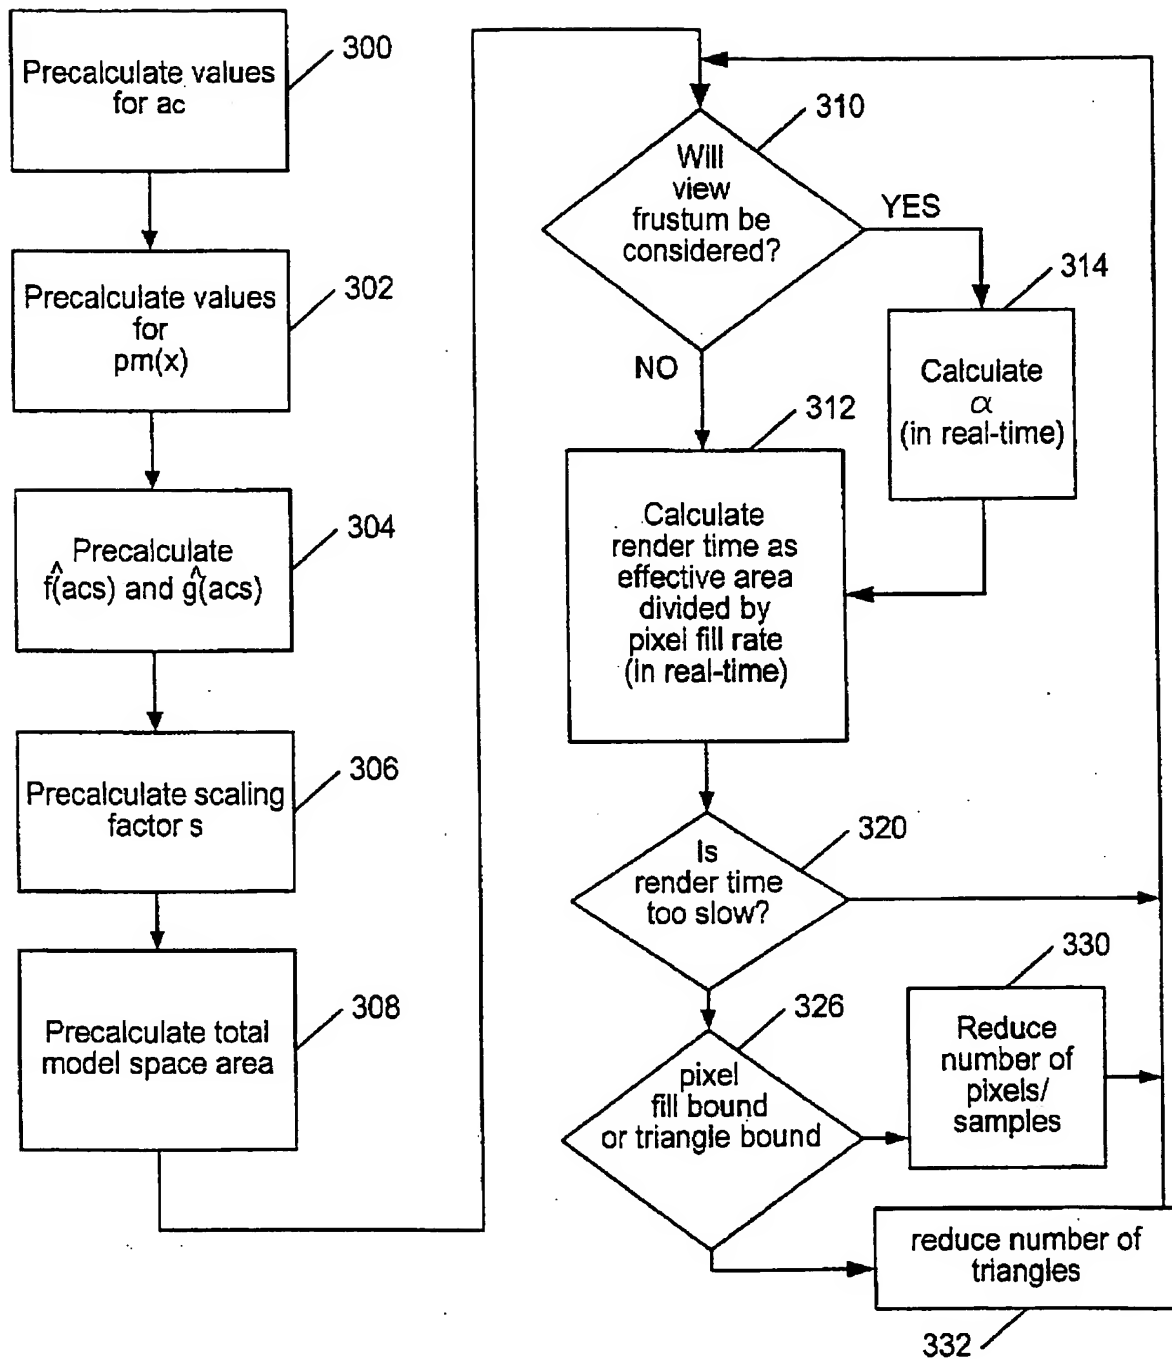 300
Precalculate values
for ac
302
Precalculate values
for
pm(x)
304
Precalculate
f̂(acs) and ĝ(acs)
306
Precalculate scaling
factor s
308
Precalculate total
model space area
310
Will
view
frustum be
considered?
YES
NO
314
Calculate
α
(in real-time)
312
Calculate
render time as
effective area
divided by
pixel fill rate
(in real-time)
320
Is
render time
too slow?
326
pixel
fill bound
or triangle bound
330
Reduce
number of
pixels/
samples
reduce number of
triangles
332